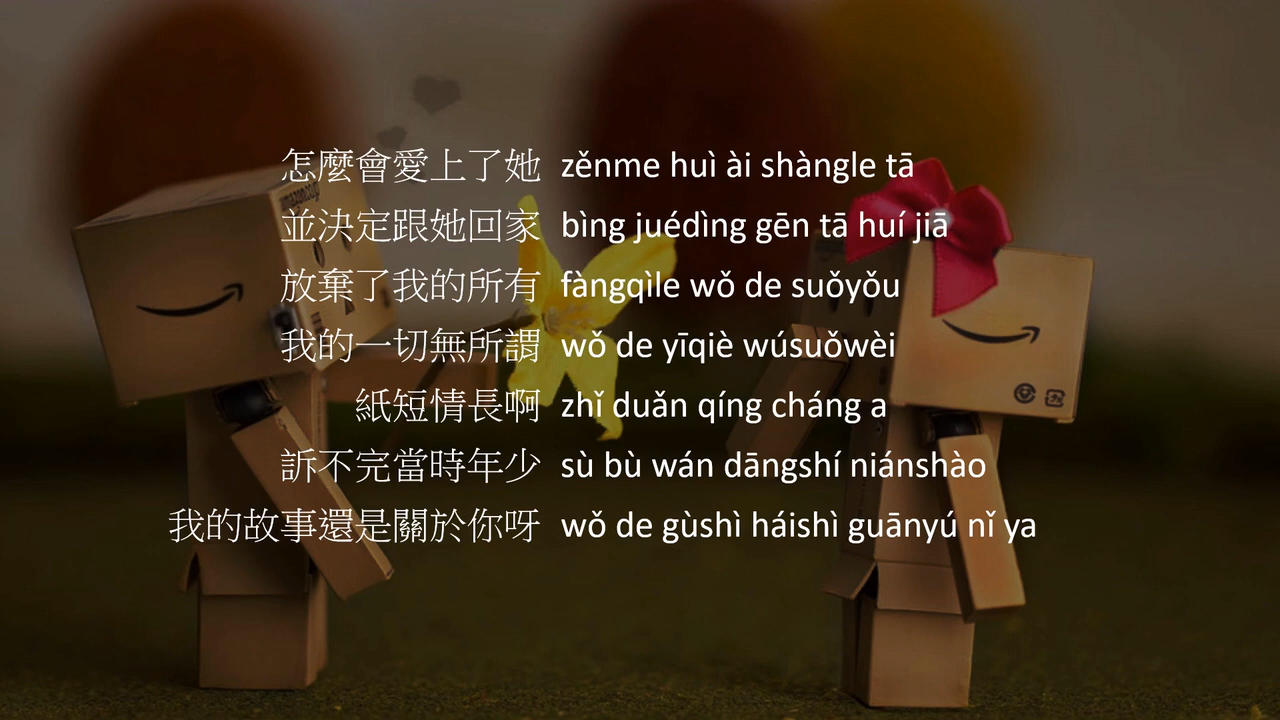 怎麼會愛上了她 zěnme huì ài shàngle tā
並決定跟她回家 bìng juédìng gēn tā huí jiā
放棄了我的所有 fàngqìle wǒ de suǒyǒu
我的一切無所謂 wǒ de yīqiè wúsuǒwèi
紙短情長啊 zhǐ duǎn qíng cháng a
訴不完當時年少 sù bù wán dāngshí niánshào
我的故事還是關於你呀 wǒ de gùshì háishì guānyú nǐ ya